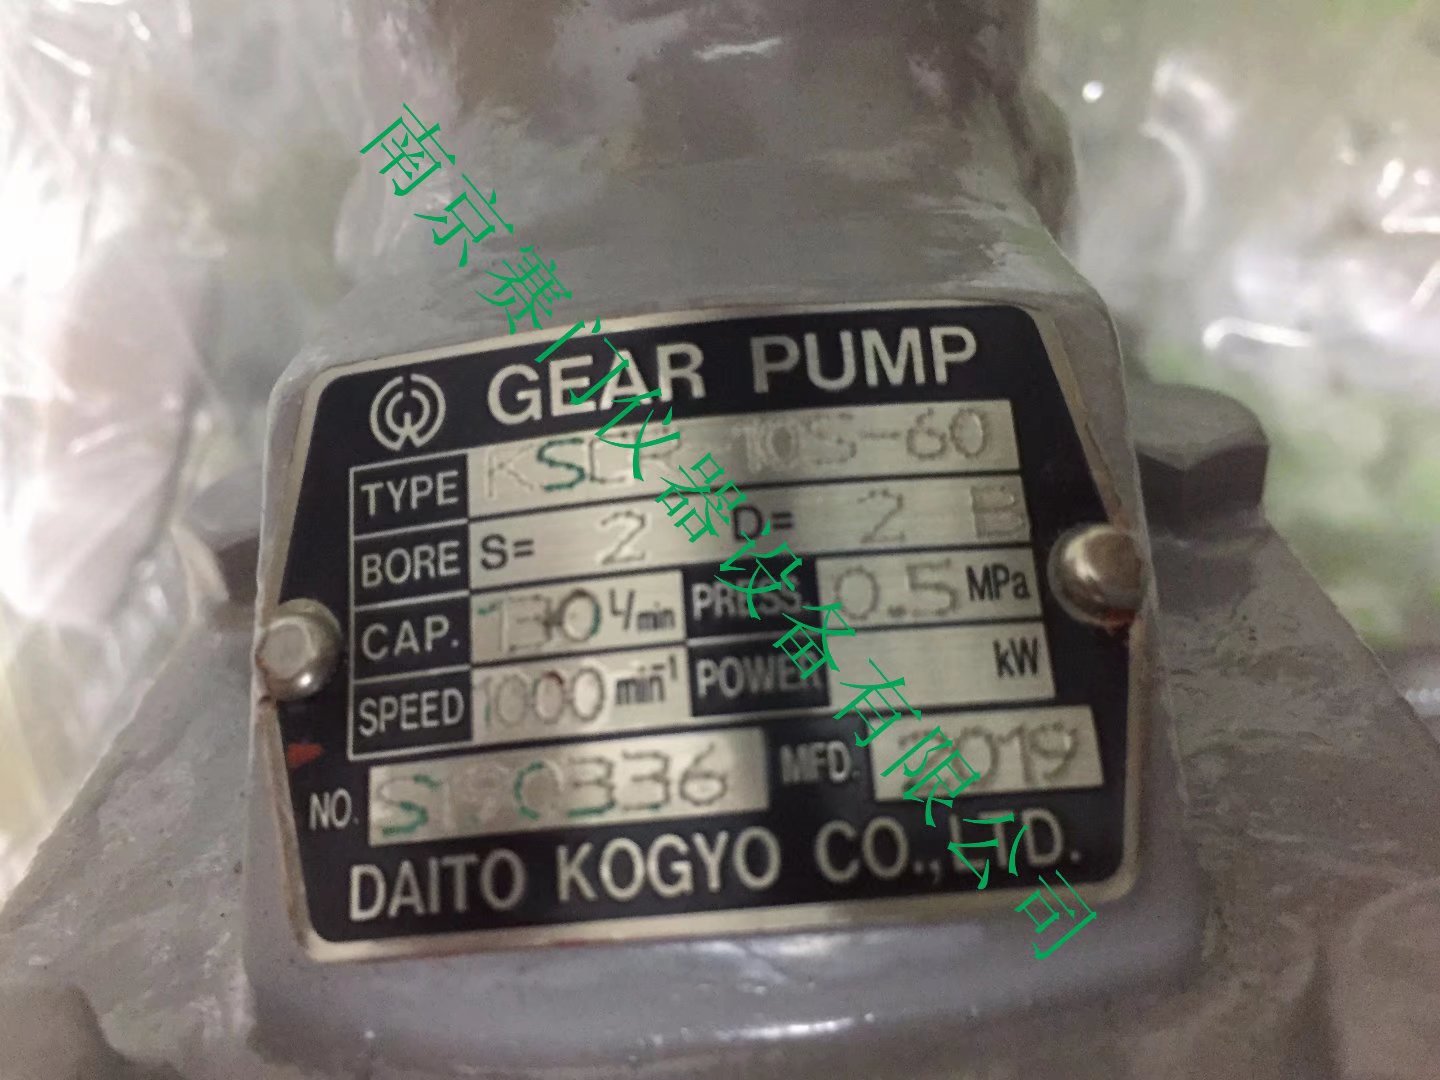 GEAR PUMP
TYPE KSCR-10S-60
BORE S= 2 D= 2 B
CAP. 130 L/min PRESS. 0.5 MPa
SPEED 1000 min⁻¹ POWER kW
NO. S190336 MFD. 2019
DAITO KOGYO CO.,LTD.
南京赛门仪器设备有限公司